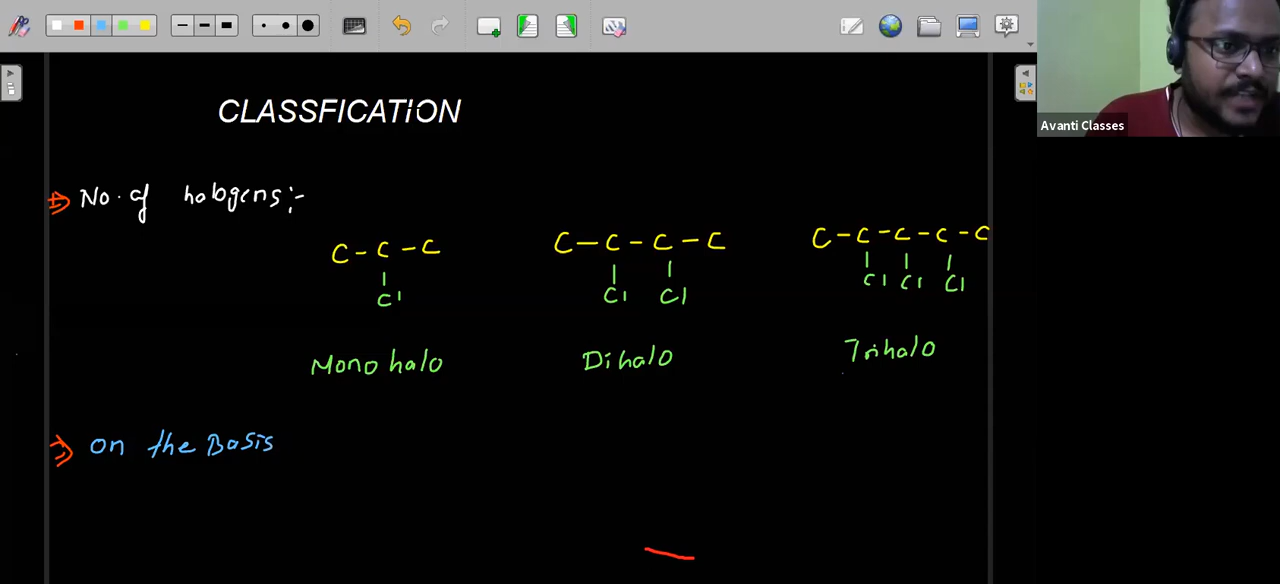 Avanti Classes
CLASSFICATION
⇒ No. of halogens :-
C – C – C
Cl
C – C – C – C
Cl Cl
C – C – C – C – C
Cl Cl Cl
Mono halo
Dihalo
Trihalo
⇒ on the Basis